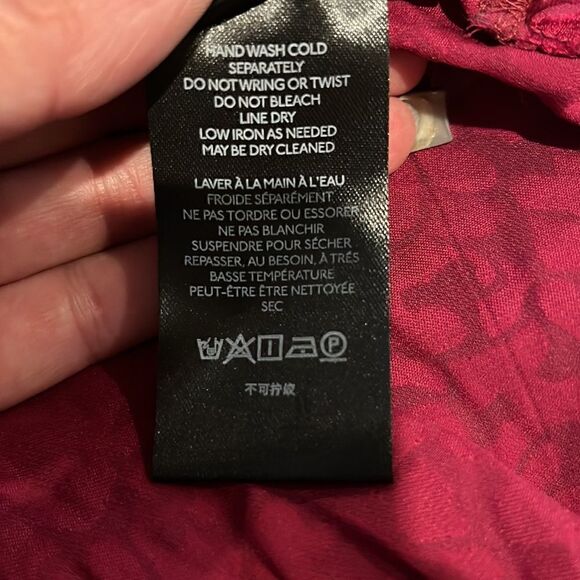 HAND WASH COLD
SEPARATELY
DO NOT WRING OR TWIST
DO NOT BLEACH
LINE DRY
LOW IRON AS NEEDED
MAY BE DRY CLEANED
LAVER À LA MAIN À L'EAU
FROIDE SÉPARÉMENT
NE PAS TORDRE OU ESSORER
NE PAS BLANCHIR
SUSPENDRE POUR SÉCHER
REPASSER, AU BESOIN, À TRÉS
BASSE TEMPÉRATURE
PEUT-ÊTRE ÊTRE NETTOYÉE
SEC
P
不可拧绞